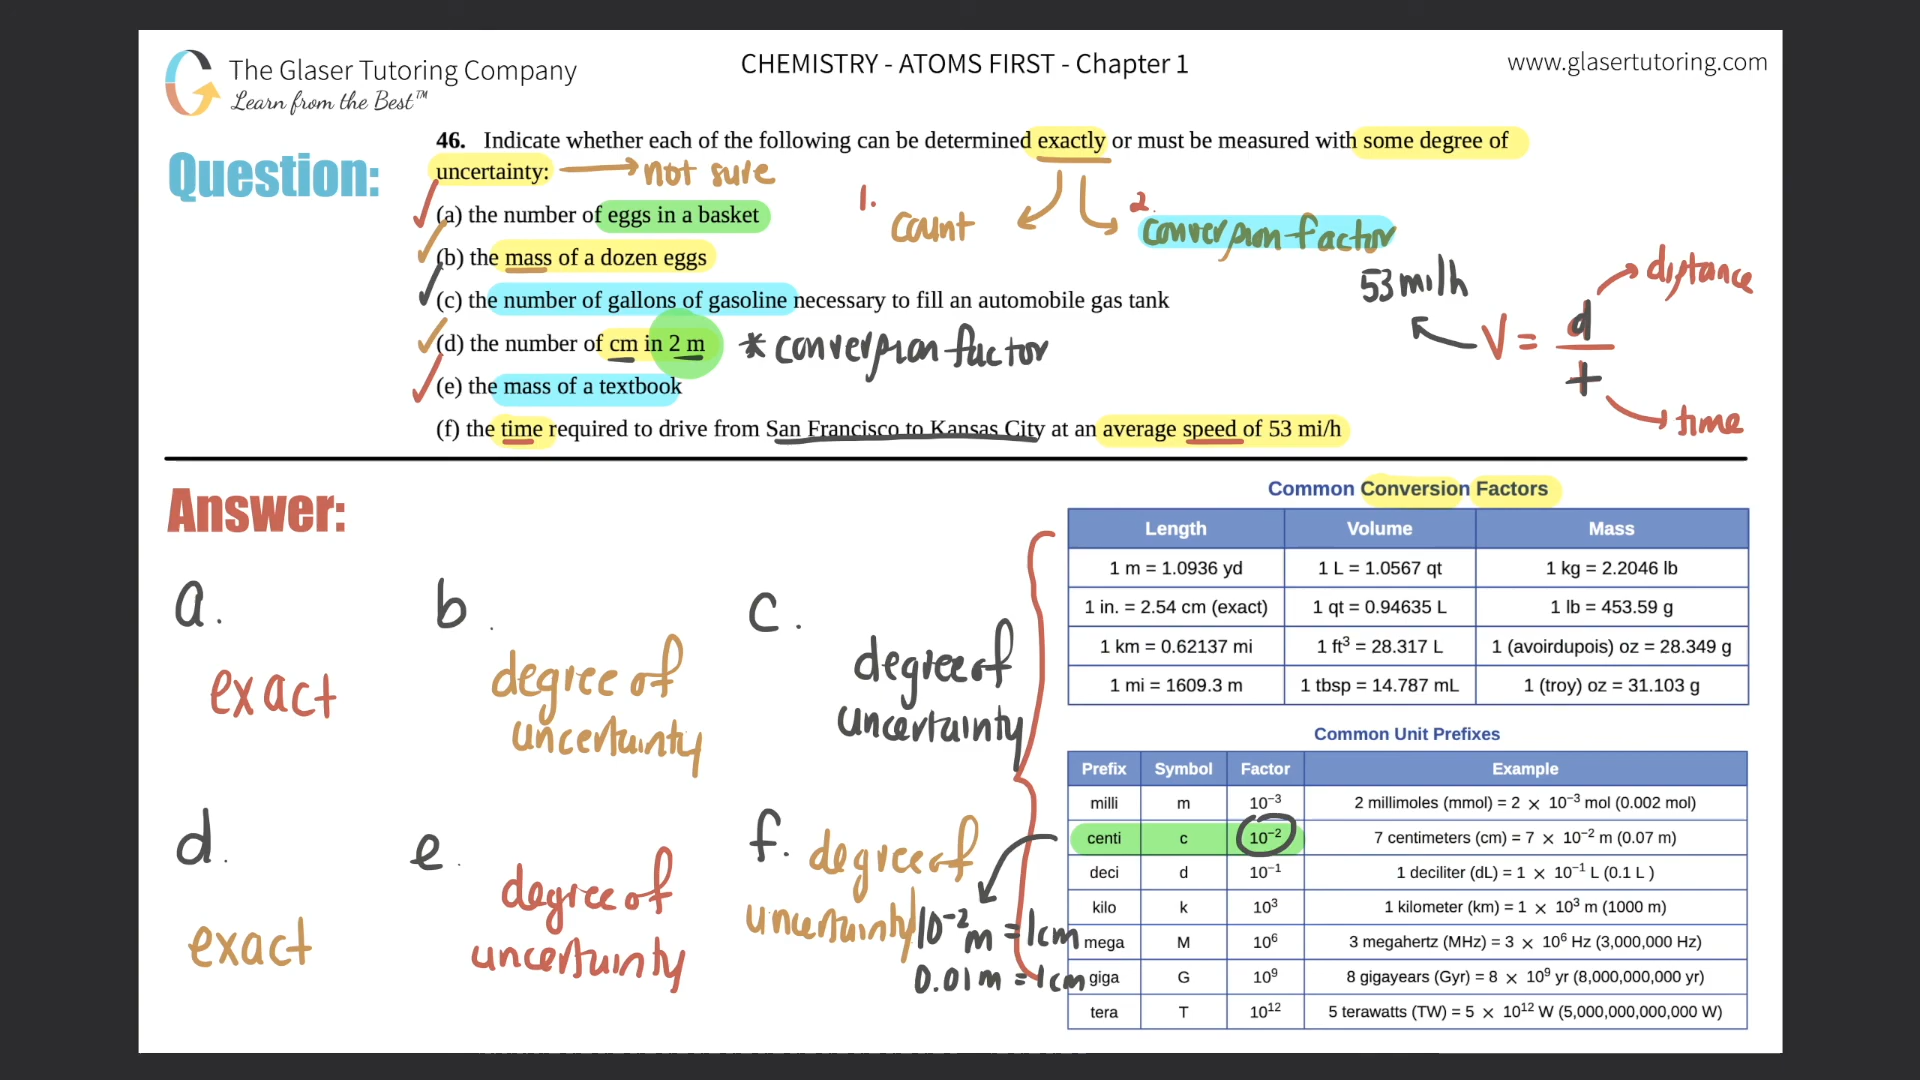 The Glaser Tutoring Company
Learn from the Best™
CHEMISTRY - ATOMS FIRST - Chapter 1
www.glasertutoring.com
Question:
46. Indicate whether each of the following can be determined exactly or must be measured with some degree of
uncertainty:
not sure
(a) the number of eggs in a basket
1.
count
2.
conversion factor
(b) the mass of a dozen eggs
(c) the number of gallons of gasoline necessary to fill an automobile gas tank
(d) the number of cm in 2 m
* conversion factor
(e) the mass of a textbook
(f) the time required to drive from San Francisco to Kansas City at an average speed of 53 mi/h
53 mi/h
V = d/t
distance
time
Answer:
a.
exact
b.
degree of
uncertainty
c.
degree of
uncertainty
d.
exact
e.
degree of
uncertainty
f.
degree of
uncertainty
10⁻² m = 1cm
0.01m = 1cm
Common Conversion Factors
Length Volume Mass
1 m = 1.0936 yd 1 L = 1.0567 qt 1 kg = 2.2046 lb
1 in. = 2.54 cm (exact) 1 qt = 0.94635 L 1 lb = 453.59 g
1 km = 0.62137 mi 1 ft³ = 28.317 L 1 (avoirdupois) oz = 28.349 g
1 mi = 1609.3 m 1 tbsp = 14.787 mL 1 (troy) oz = 31.103 g
Common Unit Prefixes
Prefix Symbol Factor Example
milli m 10⁻³ 2 millimoles (mmol) = 2 × 10⁻³ mol (0.002 mol)
centi c 10⁻² 7 centimeters (cm) = 7 × 10⁻² m (0.07 m)
deci d 10⁻¹ 1 deciliter (dL) = 1 × 10⁻¹ L (0.1 L )
kilo k 10³ 1 kilometer (km) = 1 × 10³ m (1000 m)
mega M 10⁶ 3 megahertz (MHz) = 3 × 10⁶ Hz (3,000,000 Hz)
giga G 10⁹ 8 gigayears (Gyr) = 8 × 10⁹ yr (8,000,000,000 yr)
tera T 10¹² 5 terawatts (TW) = 5 × 10¹² W (5,000,000,000,000 W)